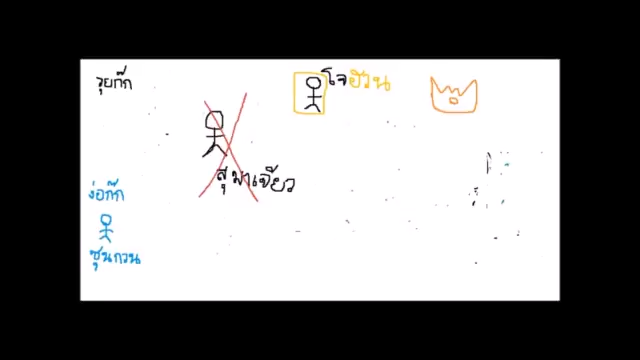 วุยก๊ก
โจฮวน
สุมาเจียว
ง่อก๊ก
ซุนกวน